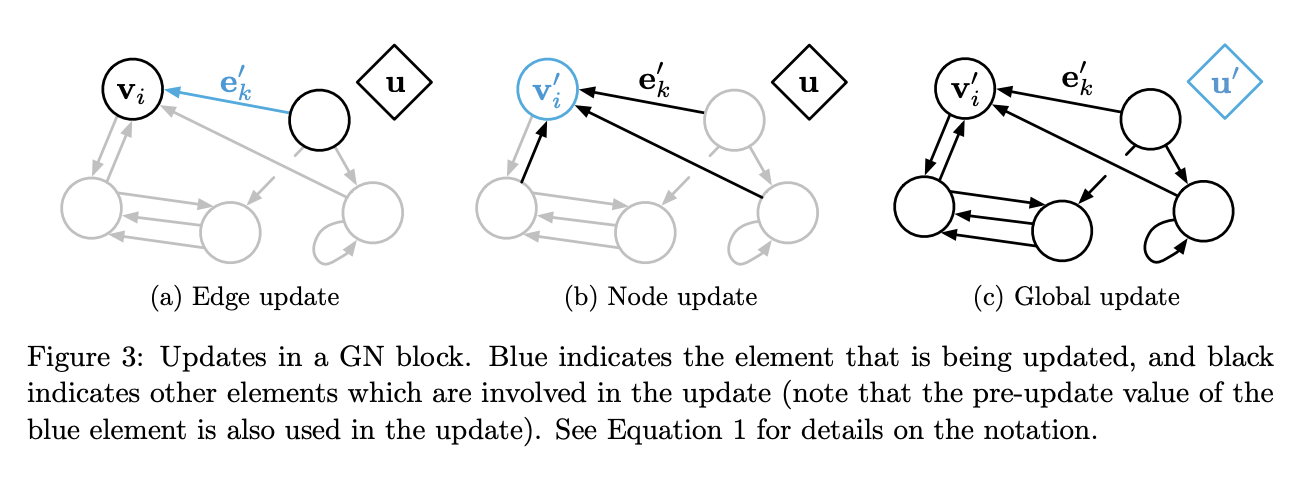 v_i e′_k u
v′_i e′_k u
v′_i e′_k u′
(a) Edge update
(b) Node update
(c) Global update
Figure 3: Updates in a GN block. Blue indicates the element that is being updated, and black
indicates other elements which are involved in the update (note that the pre-update value of the
blue element is also used in the update). See Equation 1 for details on the notation.